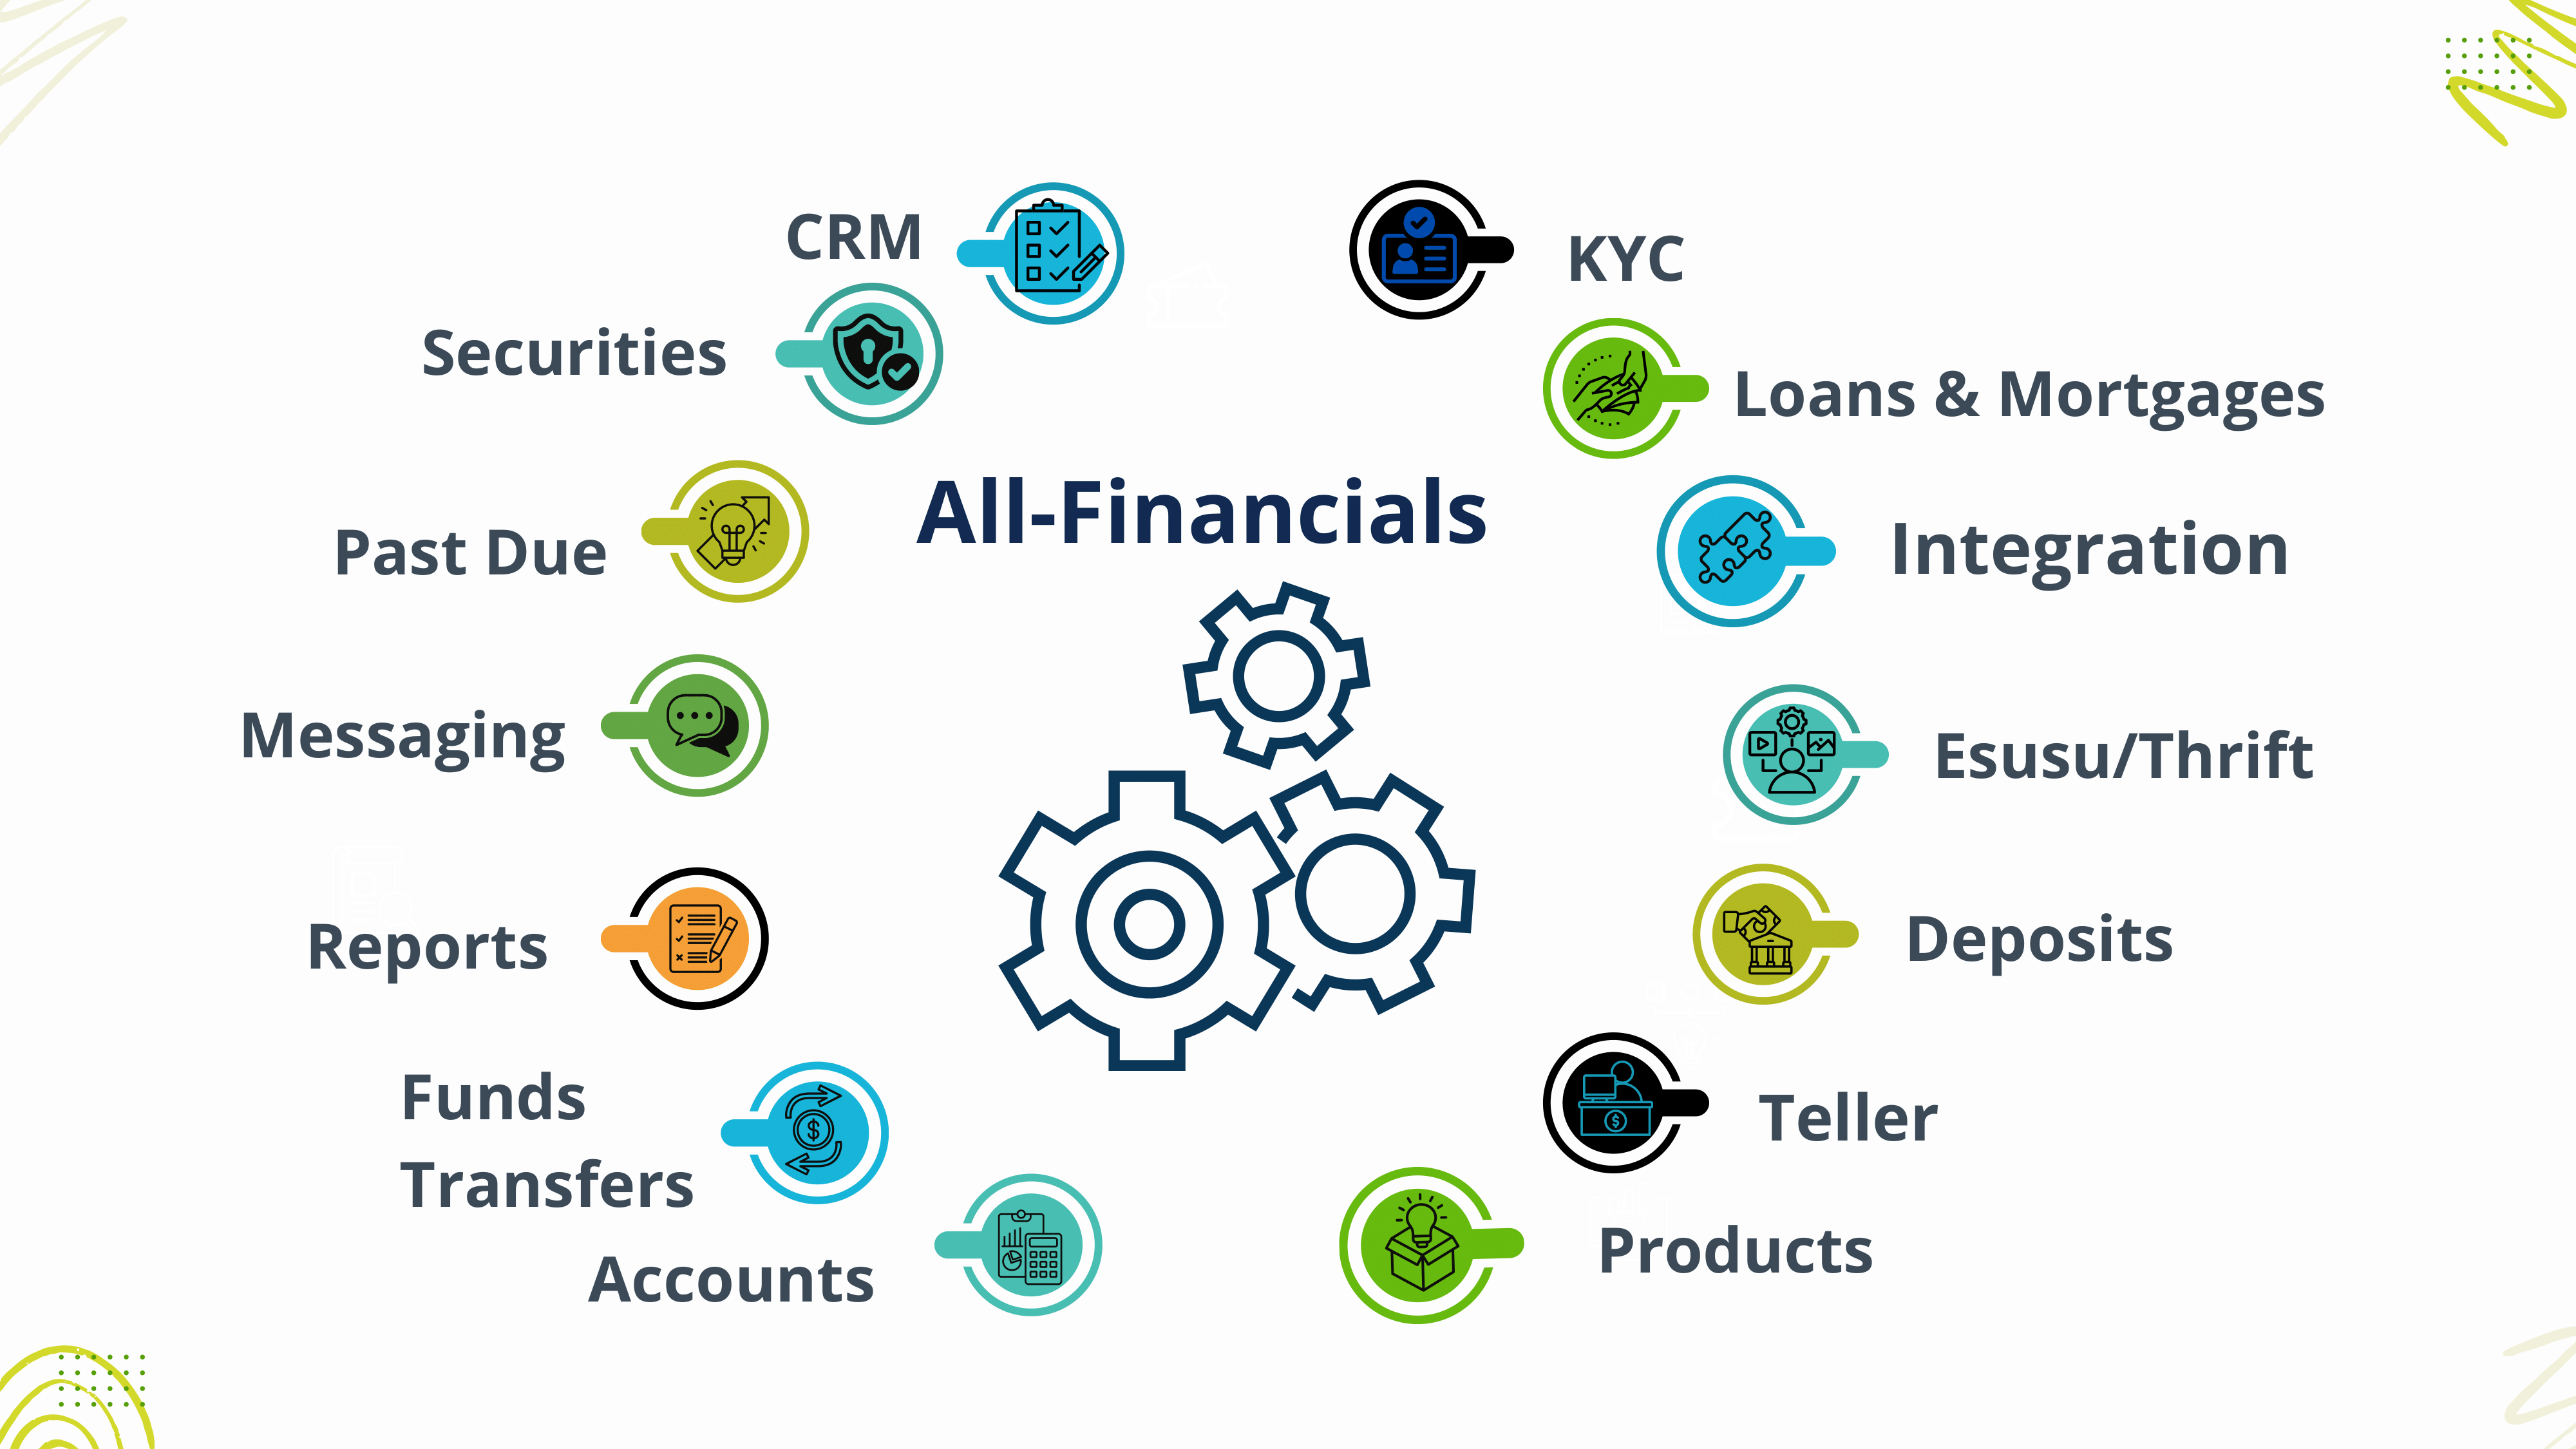 CRM
KYC
Securities
Loans & Mortgages
All-Financials
Past Due
Integration
Messaging
Esusu/Thrift
Reports
Deposits
Funds
Transfers
Teller
Accounts
Products